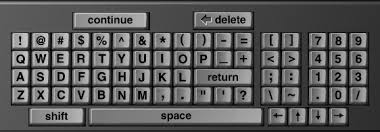 continue ← delete
! @ # $ % ^ & * ( ) - = [ ] 7 8 9
Q W E R T Y U I O P _ + < > 4 5 6
A S D F G H J K L return ; : 1 2 3
Z X C V B N M , . " ' ? \ ~ . 0 /
shift space ← ↑ ↓ →